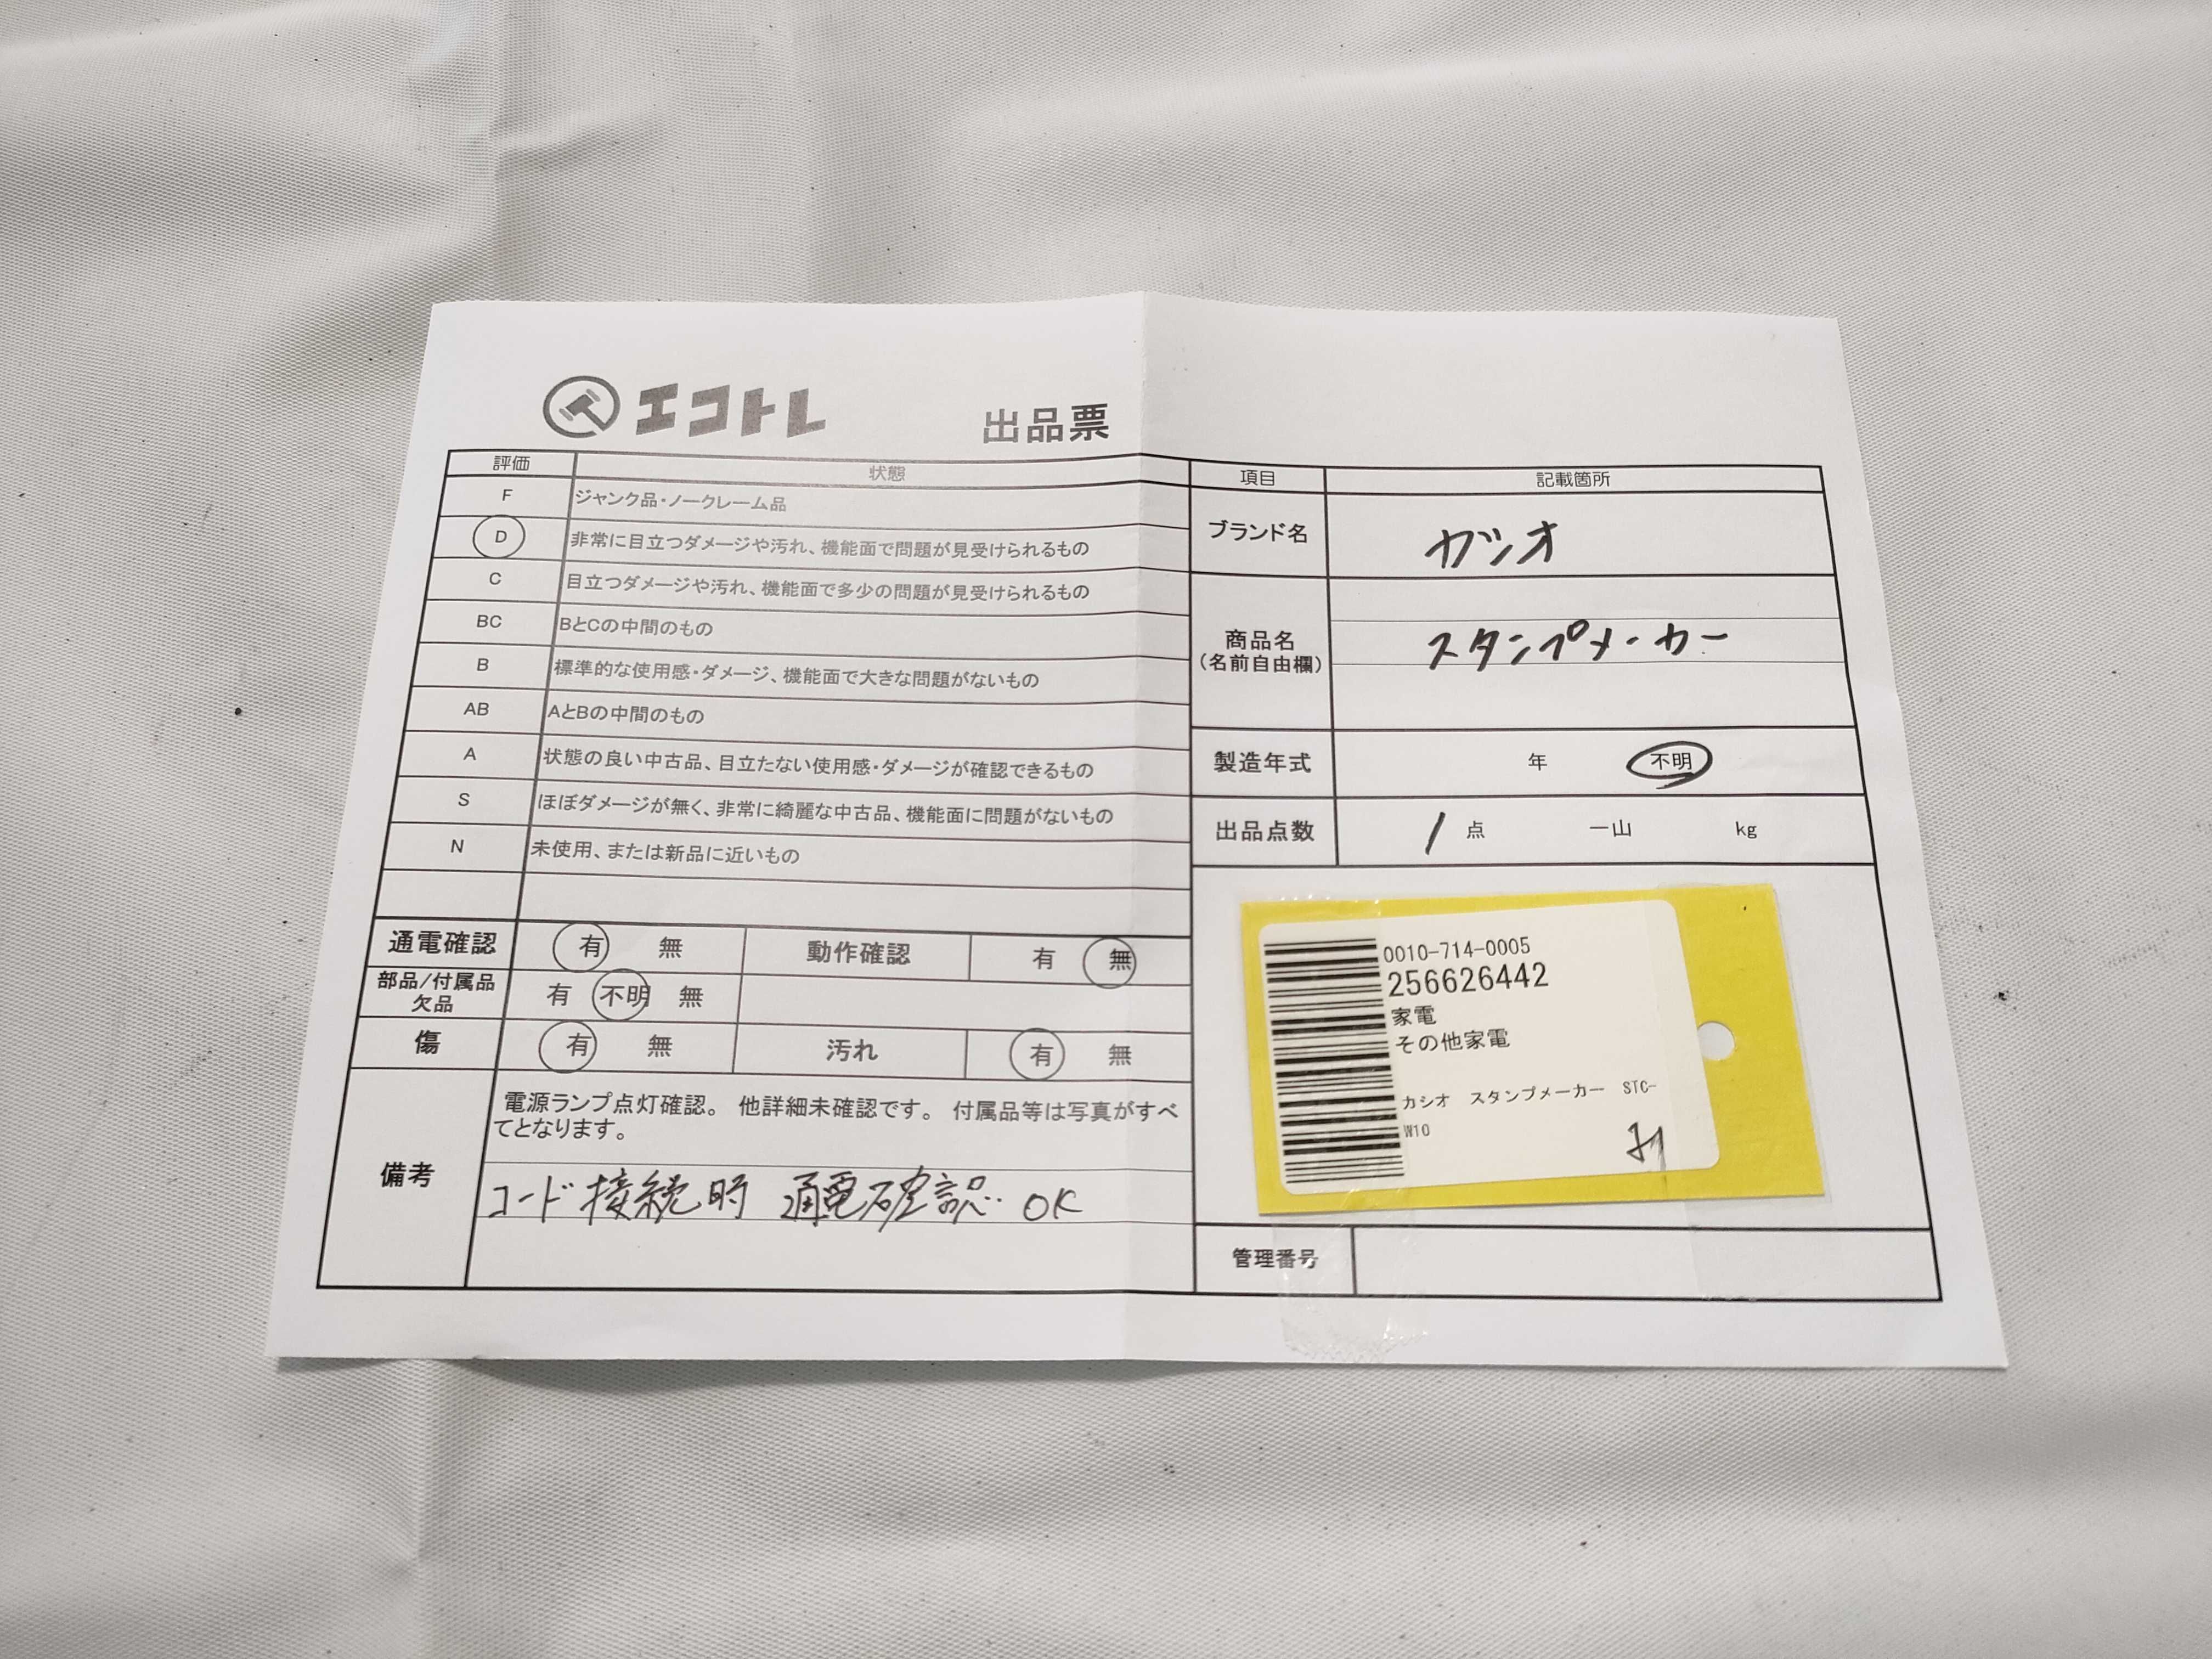 エコトレ 出品票
評価 状態
F ジャンク品・ノークレーム品
D 非常に目立つダメージや汚れ、機能面で問題が見受けられるもの
C 目立つダメージや汚れ、機能面で多少の問題が見受けられるもの
BC BとCの中間のもの
B 標準的な使用感・ダメージ、機能面で大きな問題がないもの
AB AとBの中間のもの
A 状態の良い中古品、目立たない使用感・ダメージが確認できるもの
S ほぼダメージが無く、非常に綺麗な中古品、機能面に問題がないもの
N 未使用、または新品に近いもの
通電確認 有 無 動作確認 有 無
部品/付属品
欠品 有 不明 無
傷 有 無 汚れ 有 無
備考
電源ランプ点灯確認。 他詳細未確認です。 付属品等は写真がすべ
てとなります。
コード接続時 通電確認 OK
項目 記載箇所
ブランド名 カシオ
商品名
(名前自由欄)
スタンプメーカー
製造年式 年 不明
出品点数 1 点 一山 kg
0010-714-0005
256626442
家電
その他家電
カシオ スタンプメーカー STC-
W10
管理番号